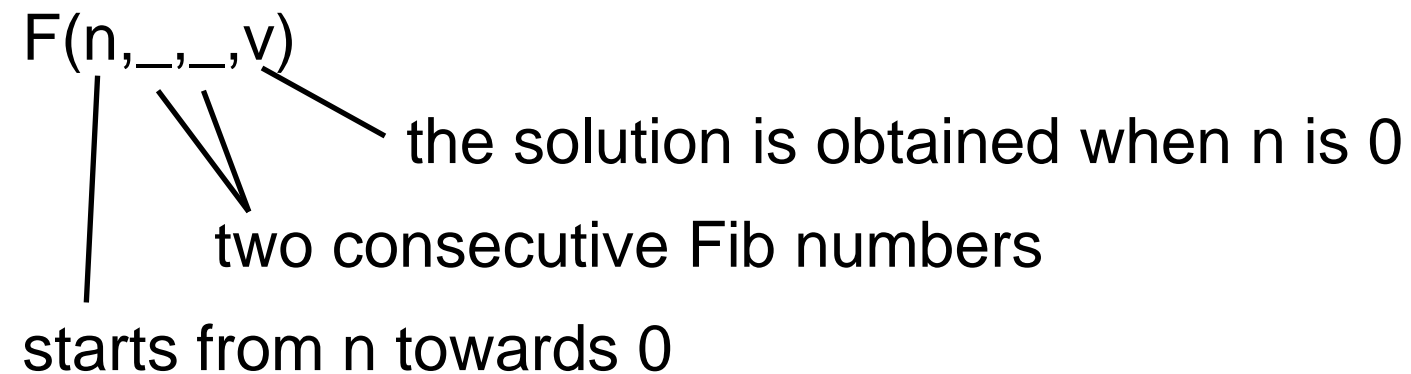 F(n,_,_,v)
the solution is obtained when n is 0
two consecutive Fib numbers
starts from n towards 0